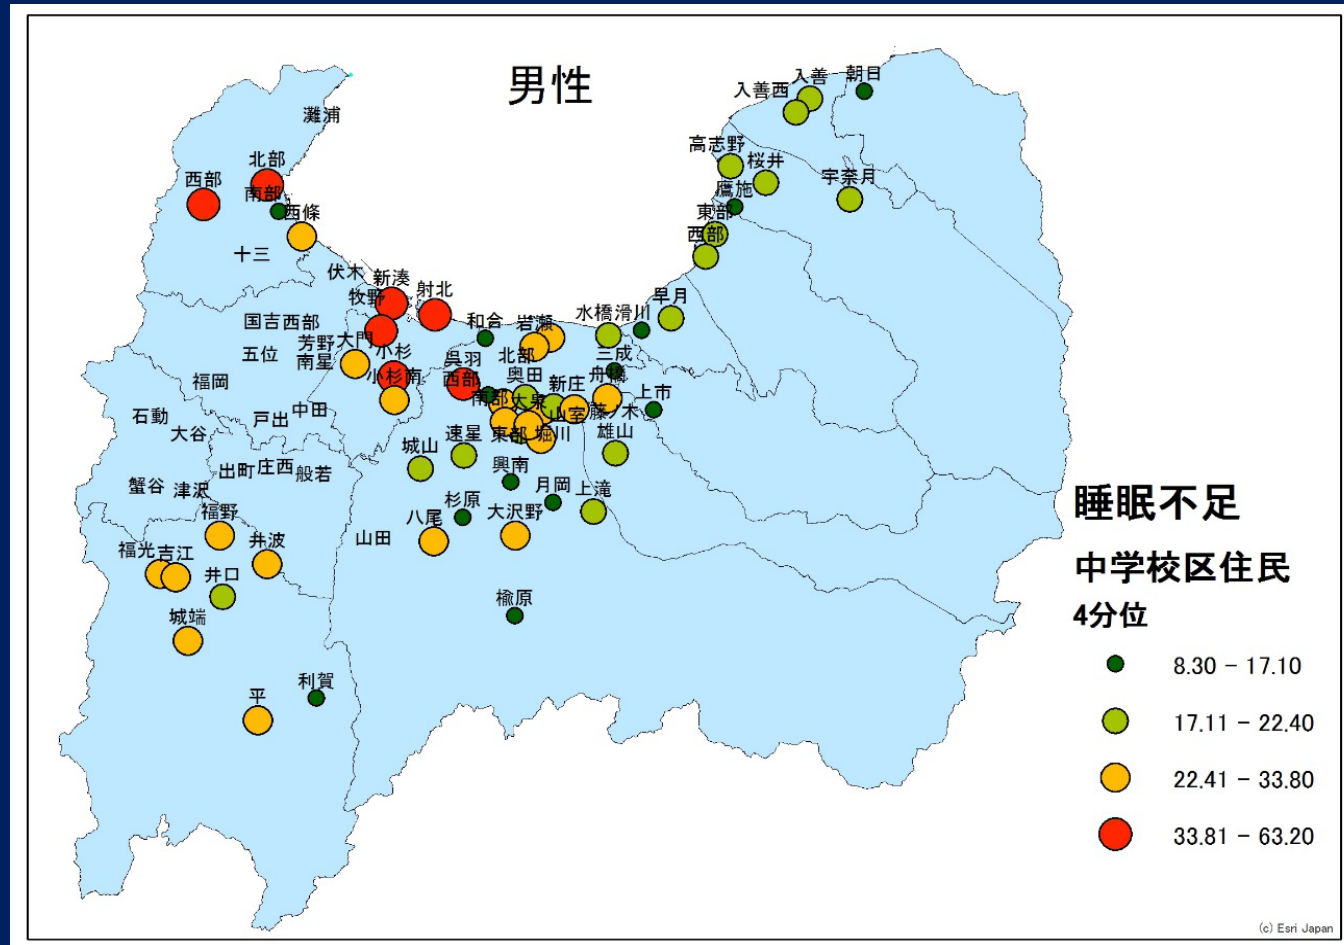 男性
灘浦
入善
朝日
入善西
北部
西部
南部
西條
高志野
桜井
宇奈月
鷹施
東部
西部
十三
伏木
新湊
射北
牧野
国吉
西部
和合
岩瀬
水橋
滑川
早月
五位
芳野
大門
南星
小杉
小杉南
呉羽
西部
北部
奥田
新庄
三成
舟橋
上市
福岡
石動
戸出
中田
大谷
南部
大泉
山室
藤ノ木
東部
堀川
雄山
速星
城山
出町
庄西
般若
興南
月岡
上滝
蟹谷
津沢
福野
杉原
八尾
大沢野
山田
井波
福光
吉江
井口
城端
楡原
利賀
平
睡眠不足
中学校区住民
4分位
8.30 - 17.10
17.11 - 22.40
22.41 - 33.80
33.81 - 63.20
(c) Esri Japan